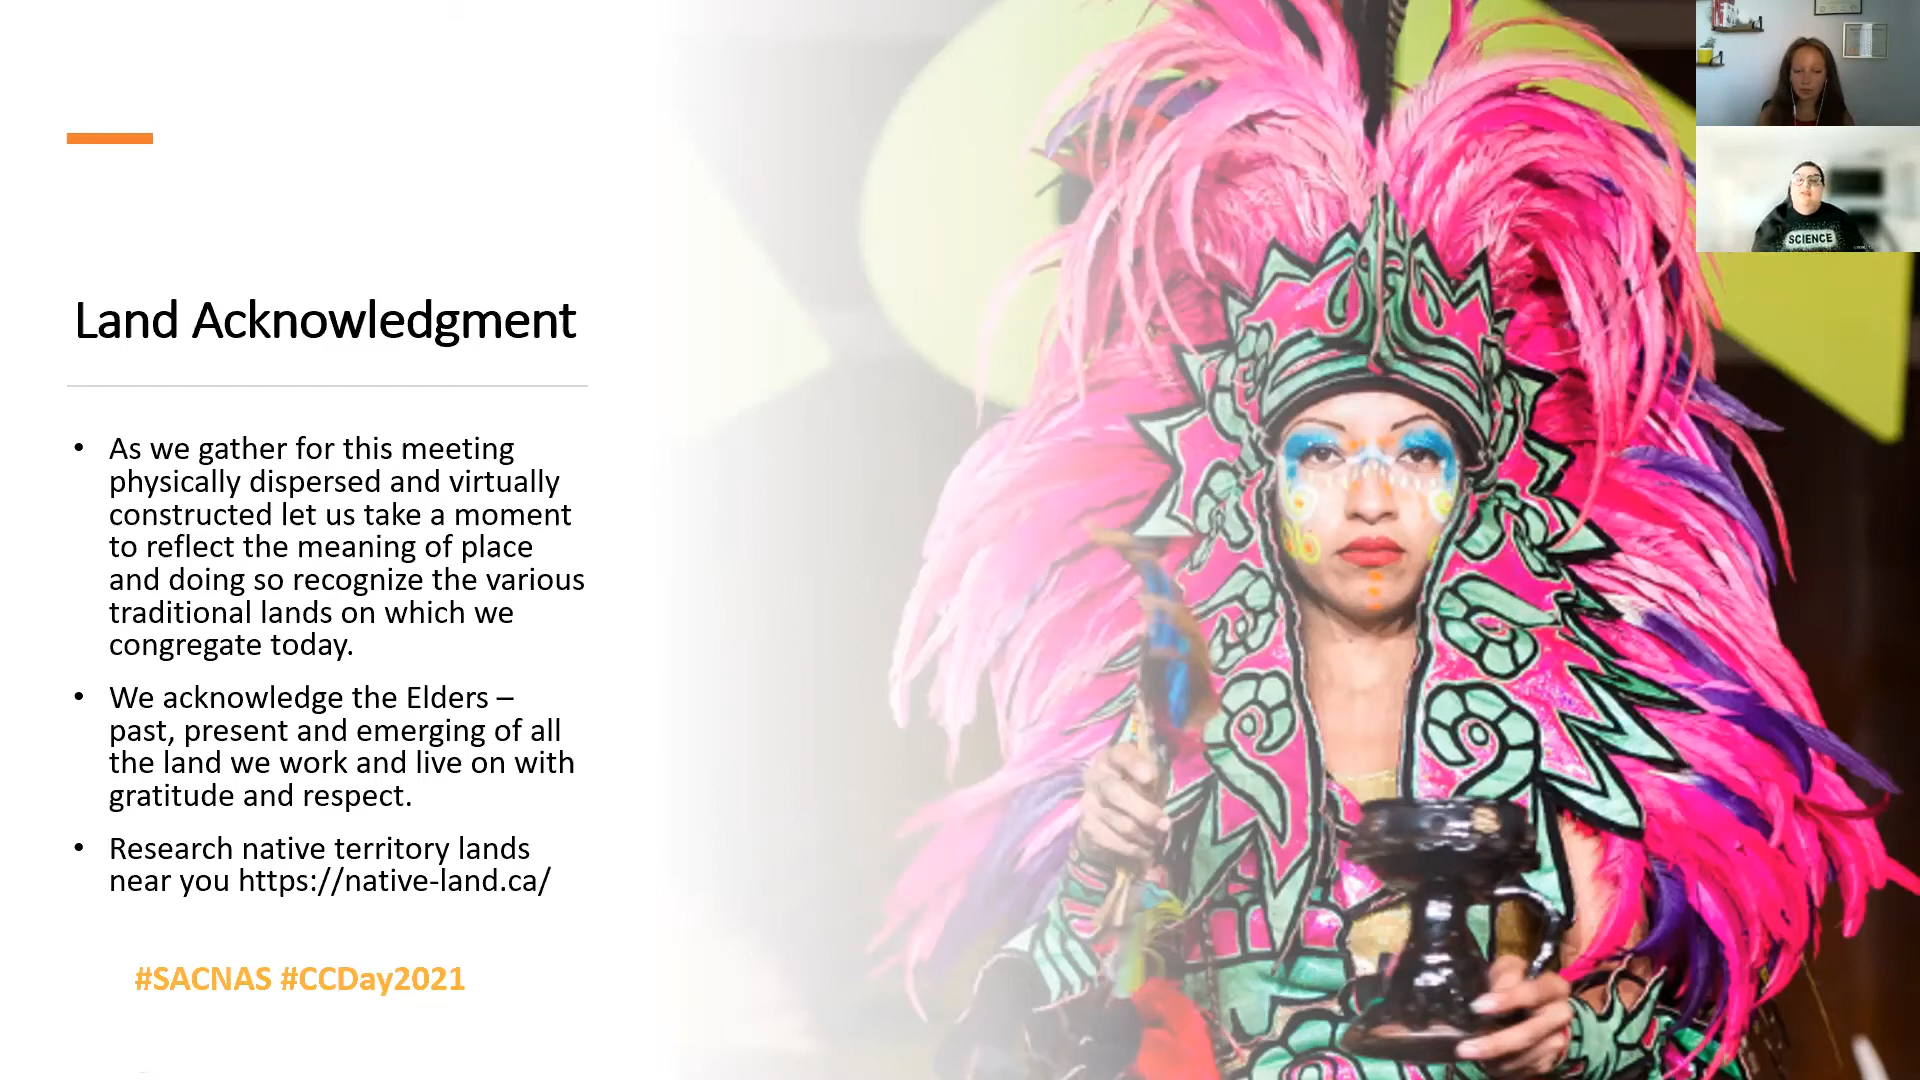 Land Acknowledgment
• As we gather for this meeting
physically dispersed and virtually
constructed let us take a moment
to reflect the meaning of place
and doing so recognize the various
traditional lands on which we
congregate today.
• We acknowledge the Elders –
past, present and emerging of all
the land we work and live on with
gratitude and respect.
• Research native territory lands
near you https://native-land.ca/
#SACNAS #CCDay2021
SCIENCE